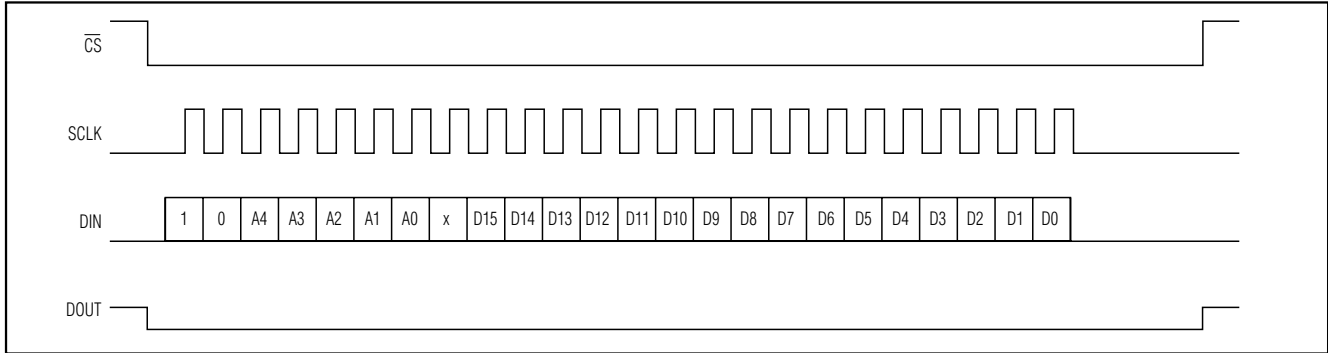 C̅S̅
SCLK
DIN 1 0 A4 A3 A2 A1 A0 x D15 D14 D13 D12 D11 D10 D9 D8 D7 D6 D5 D4 D3 D2 D1 D0
DOUT